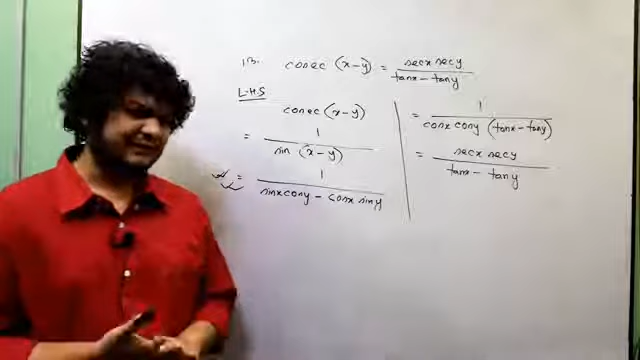 13. cosec (x-y) = secx secy / tanx - tany
L.H.S
cosec (x-y)
= 1 / sin (x-y)
= 1 / sinx cosy - cosx siny
= 1 / cosx cosy (tanx - tany)
= secx secy / tanx - tany